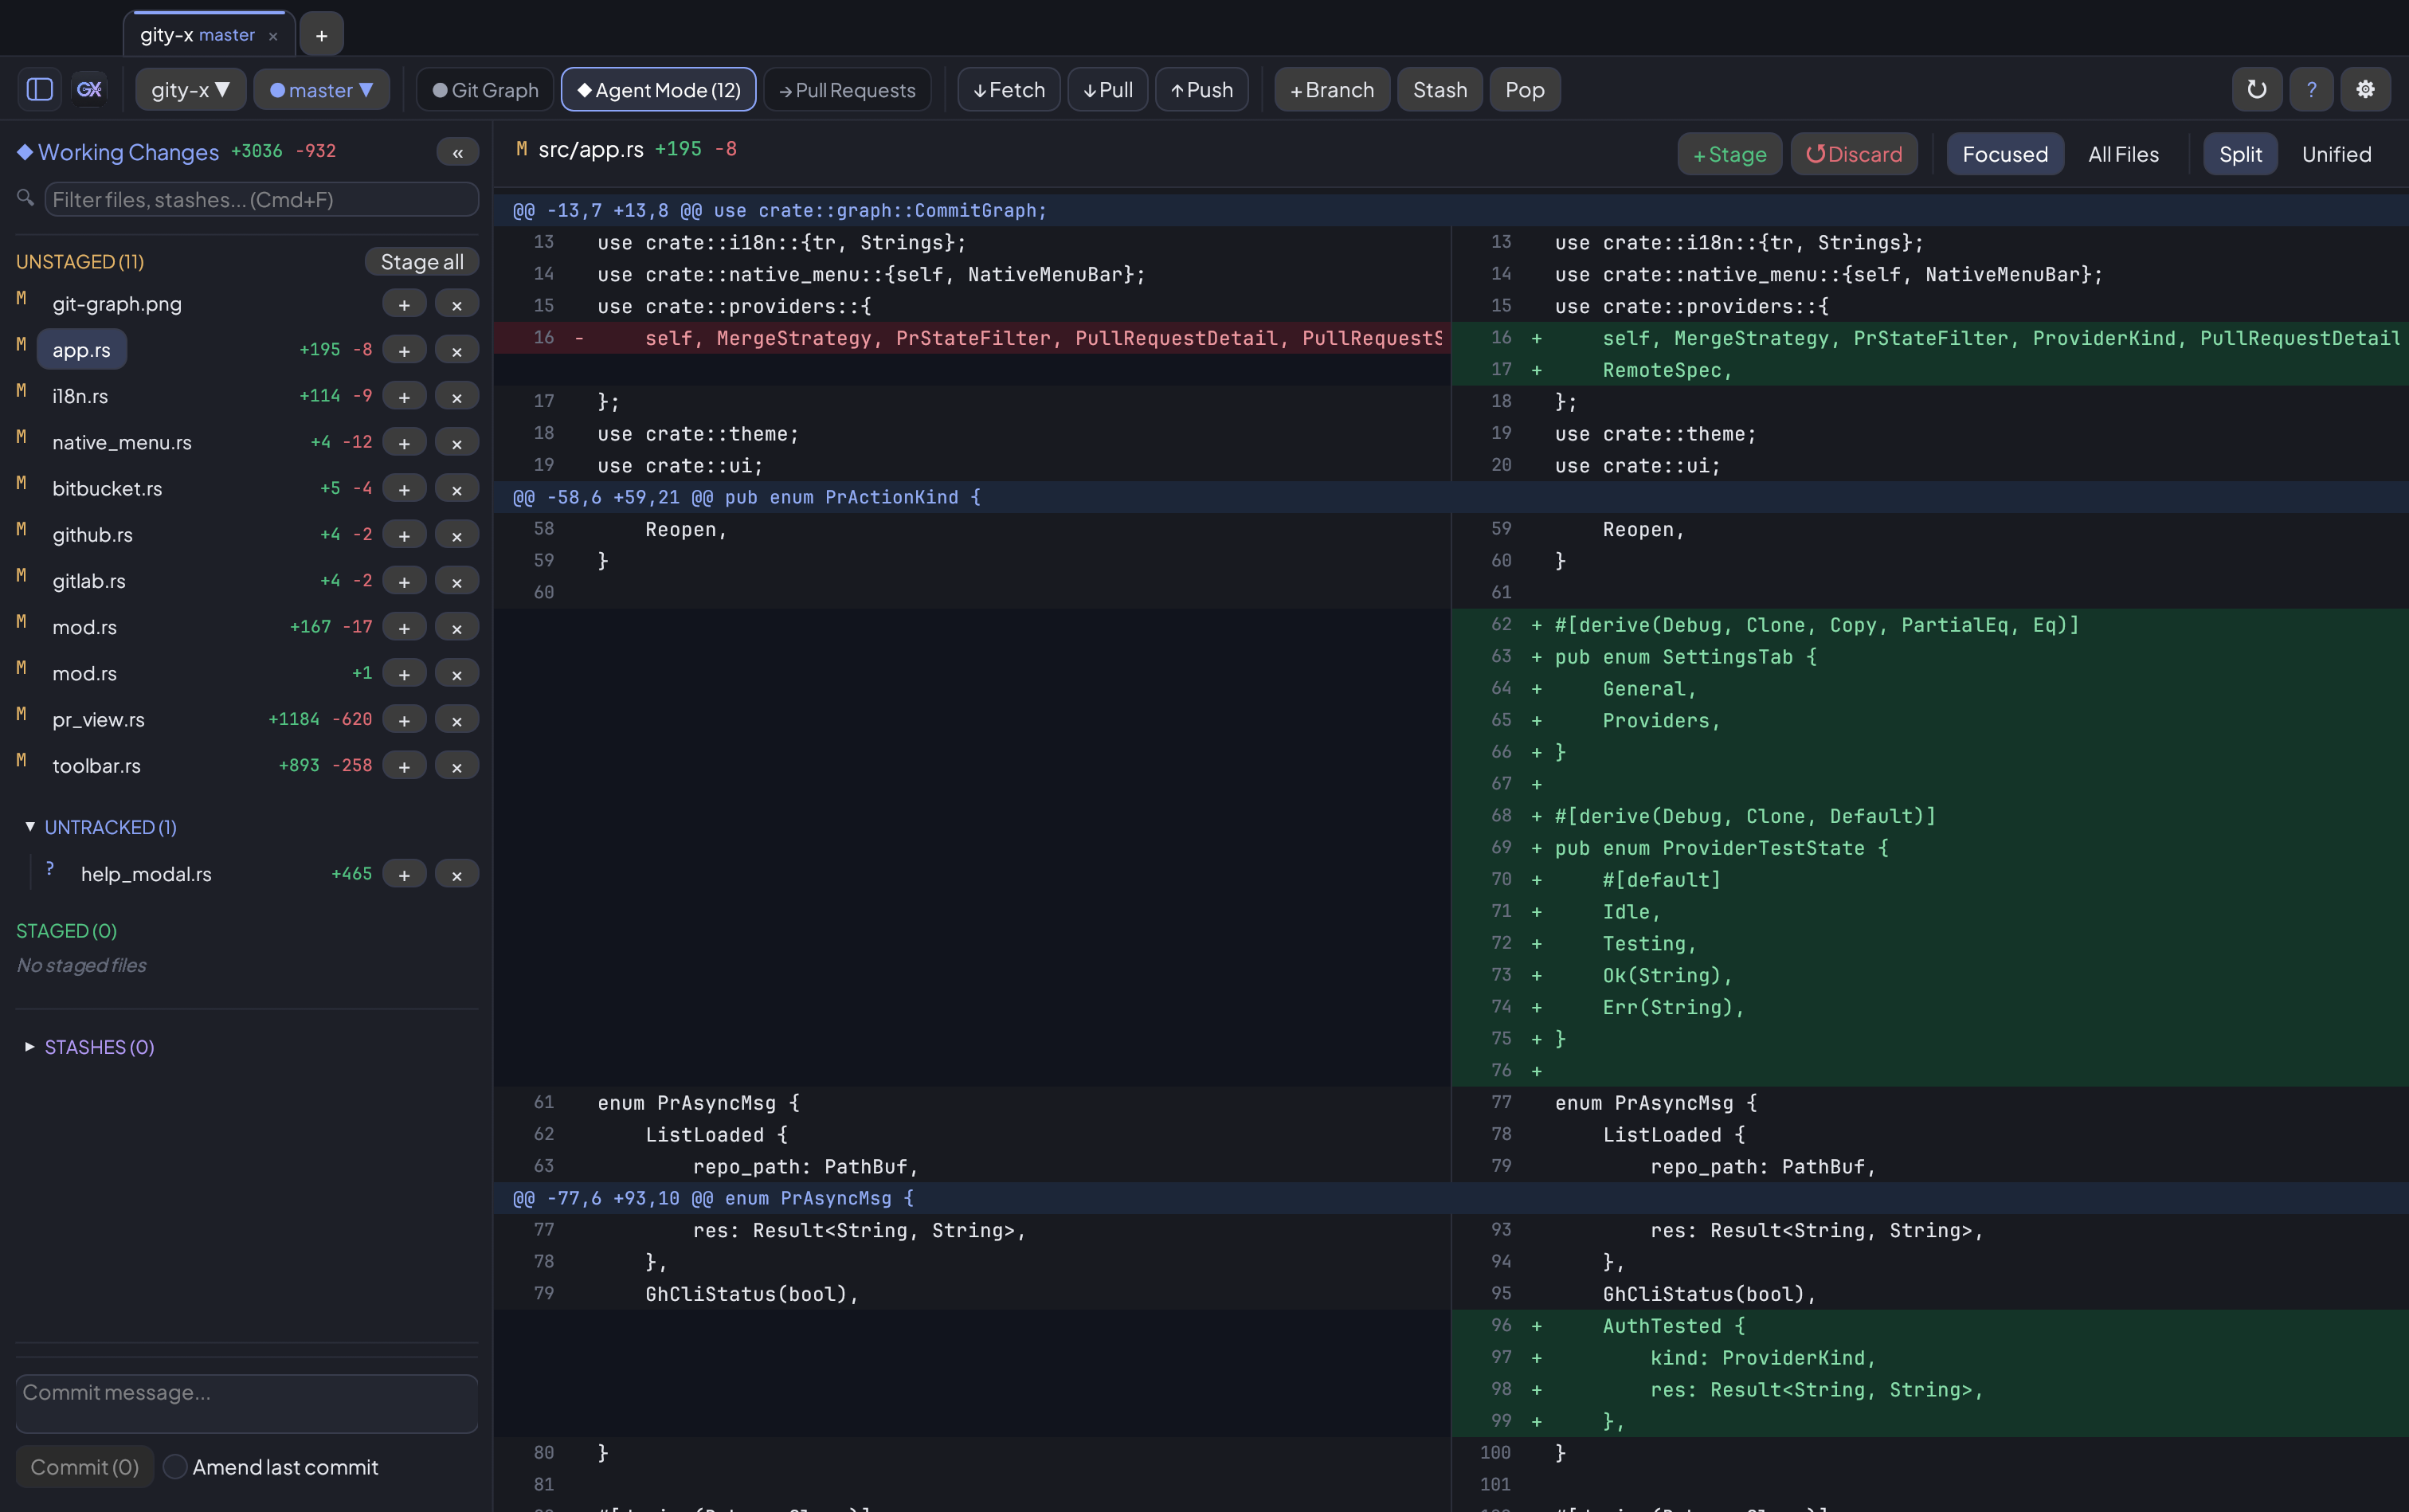 gity-x master ×
+
GX
gity-x ▼
●master ▼
●Git Graph
◆Agent Mode (12)
→Pull Requests
↓Fetch
↓Pull
↑Push
+Branch
Stash
Pop
↻
?
⚙
◆Working Changes +3036 -932
«
Filter files, stashes... (Cmd+F)
UNSTAGED (11) Stage all
M git-graph.png + ×
M app.rs +195 -8 + ×
M i18n.rs +114 -9 + ×
M native_menu.rs +4 -12 + ×
M bitbucket.rs +5 -4 + ×
M github.rs +4 -2 + ×
M gitlab.rs +4 -2 + ×
M mod.rs +167 -17 + ×
M mod.rs +1 + ×
M pr_view.rs +1184 -620 + ×
M toolbar.rs +893 -258 + ×
▼ UNTRACKED (1)
? help_modal.rs +465 + ×
STAGED (0)
No staged files
▶ STASHES (0)
Commit message...
Commit (0) Amend last commit
M src/app.rs +195 -8
+Stage
↺Discard
Focused
All Files
Split
Unified
@@ -13,7 +13,8 @@ use crate::graph::CommitGraph;
13 use crate::i18n::{tr, Strings};
14 use crate::native_menu::{self, NativeMenuBar};
15 use crate::providers::{
16 - self, MergeStrategy, PrStateFilter, PullRequestDetail, PullRequestS
17 };
18 use crate::theme;
19 use crate::ui;
13 use crate::i18n::{tr, Strings};
14 use crate::native_menu::{self, NativeMenuBar};
15 use crate::providers::{
16 + self, MergeStrategy, PrStateFilter, ProviderKind, PullRequestDetail
17 + RemoteSpec,
18 };
19 use crate::theme;
20 use crate::ui;
@@ -58,6 +59,21 @@ pub enum PrActionKind {
58 Reopen,
59 }
60
61 enum PrAsyncMsg {
62 ListLoaded {
63 repo_path: PathBuf,
59 Reopen,
60 }
61
62 + #[derive(Debug, Clone, Copy, PartialEq, Eq)]
63 + pub enum SettingsTab {
64 + General,
65 + Providers,
66 + }
67 +
68 + #[derive(Debug, Clone, Default)]
69 + pub enum ProviderTestState {
70 + #[default]
71 + Idle,
72 + Testing,
73 + Ok(String),
74 + Err(String),
75 + }
76 +
77 enum PrAsyncMsg {
78 ListLoaded {
79 repo_path: PathBuf,
@@ -77,6 +93,10 @@ enum PrAsyncMsg {
77 res: Result<String, String>,
78 },
79 GhCliStatus(bool),
80 }
81
93 res: Result<String, String>,
94 },
95 GhCliStatus(bool),
96 + AuthTested {
97 + kind: ProviderKind,
98 + res: Result<String, String>,
99 + },
100 }
101